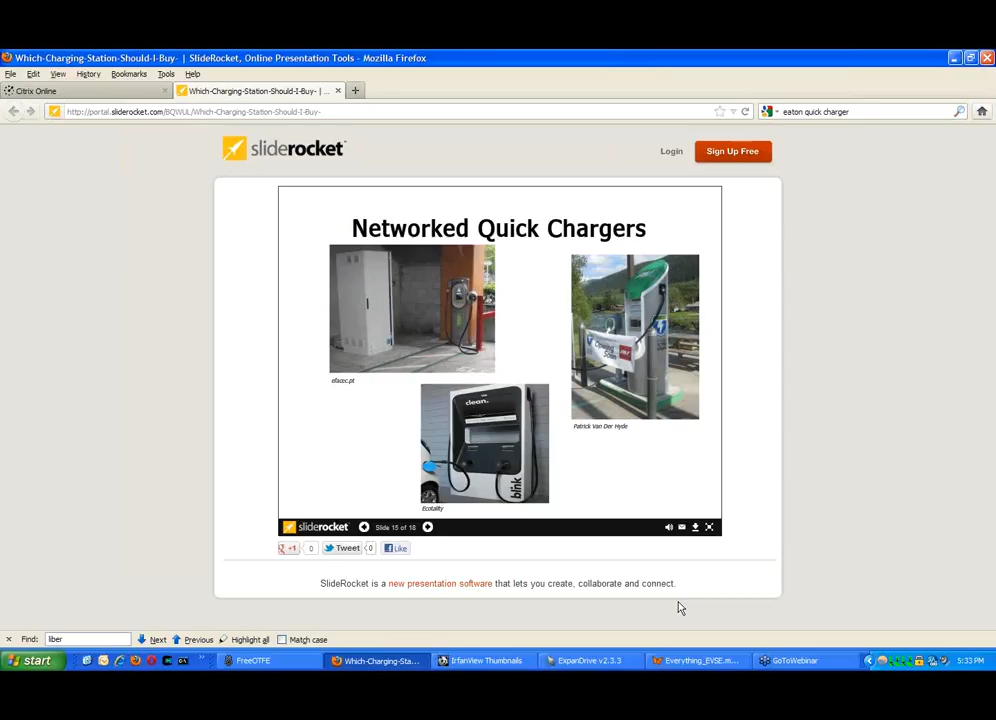 Which-Charging-Station-Should-I-Buy- | SlideRocket, Online Presentation Tools - Mozilla Firefox
File Edit View History Bookmarks Tools Help
Citrix Online
Which-Charging-Station-Should-I-Buy- | ...
http://portal.sliderocket.com/BQWUL/Which-Charging-Station-Should-I-Buy-
eaton quick charger
sliderocket
Login
Sign Up Free
Networked Quick Chargers
efacec.pt
Patrick Van Der Hyde
clean.
blink
Ecotality
sliderocket
Slide 15 of 18
+1 0 Tweet 0 Like
SlideRocket is a new presentation software that lets you create, collaborate and connect.
Find: liber Next Previous Highlight all Match case
start FreeOTFE Which-Charging-Sta... IrfanView Thumbnails ExpanDrive v2.3.3 Everything_EVSE.m... GoToWebinar 5:33 PM